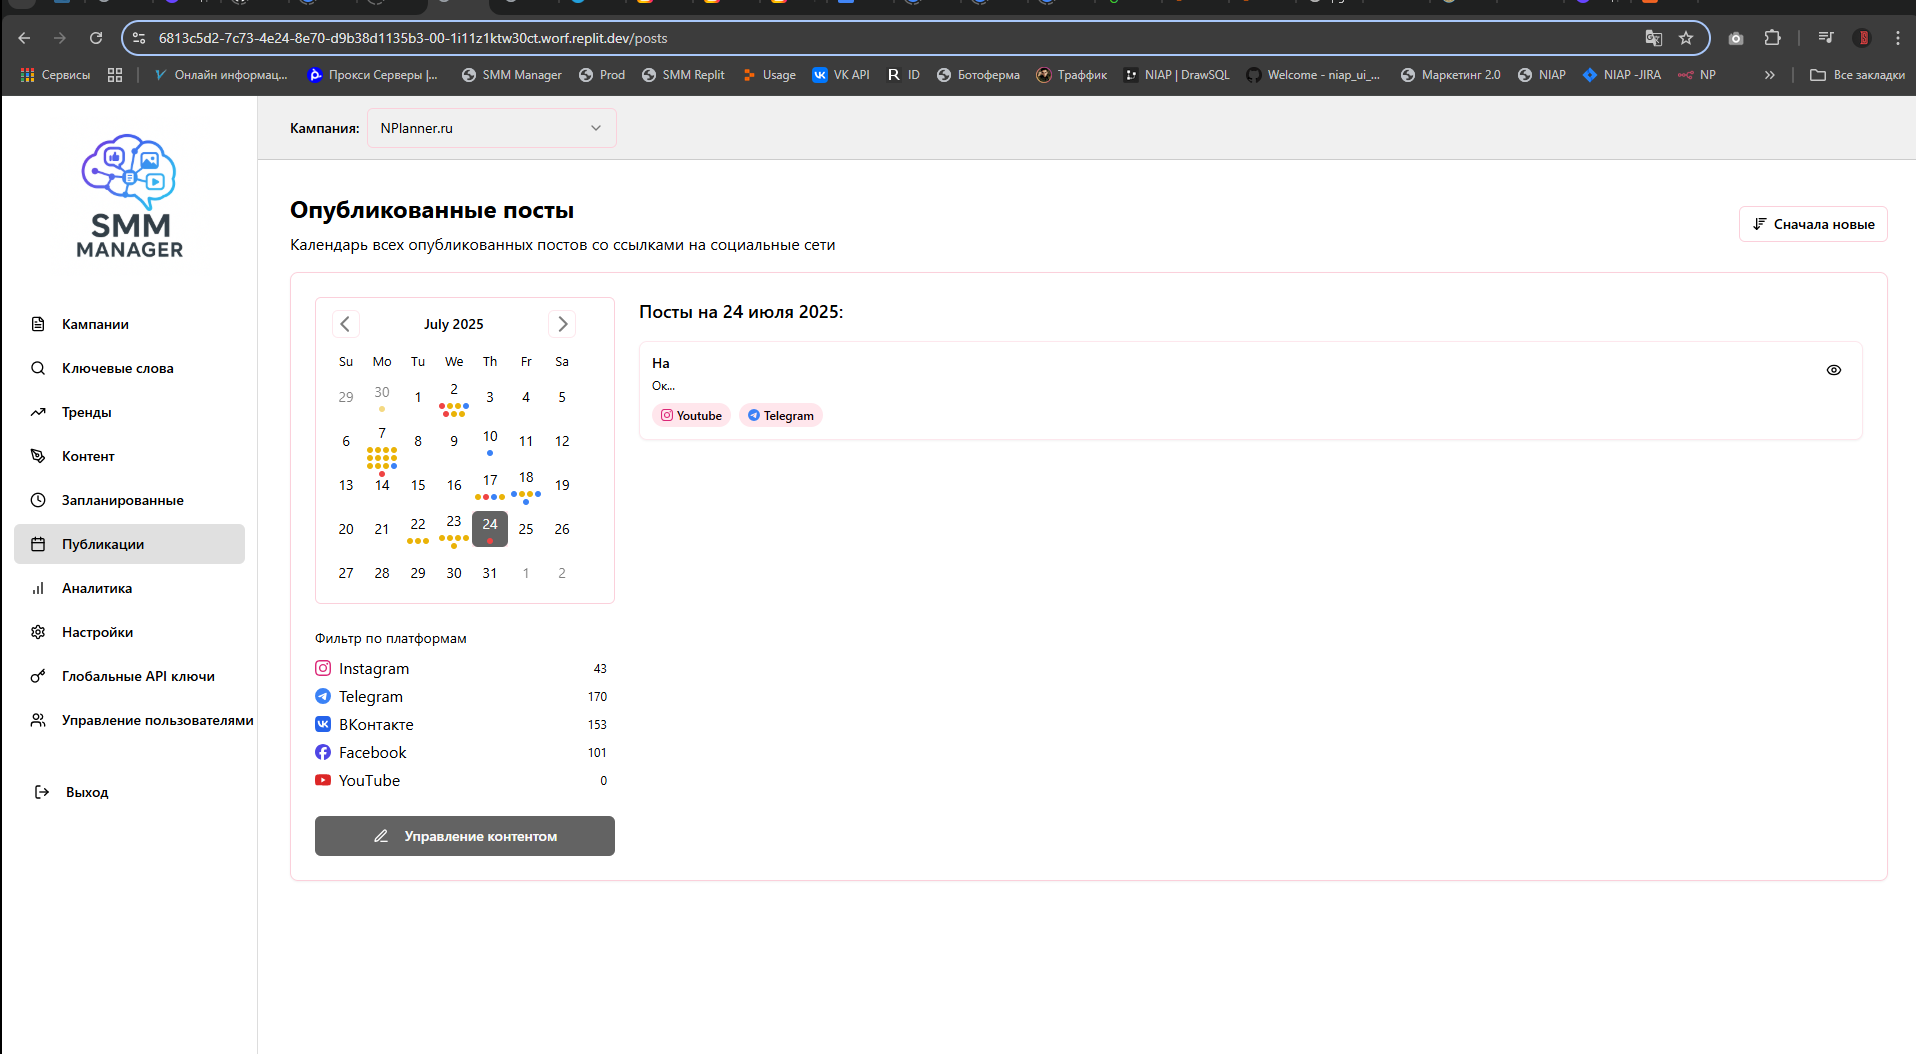 6813c5d2-7c73-4e24-8e70-d9b38d1135b3-00-1i11z1ktw30ct.worf.replit.dev/posts
Сервисы Онлайн информац... Прокси Серверы |... SMM Manager Prod SMM Replit Usage VK API ID Ботоферма Траффик NIAP | DrawSQL Welcome - niap_ui_... Маркетинг 2.0 NIAP NIAP -JIRA NP » Все закладки
SMM
MANAGER
Кампании
Ключевые слова
Тренды
Контент
Запланированные
Публикации
Аналитика
Настройки
Глобальные API ключи
Управление пользователями
Выход
Кампания: NPlanner.ru
Опубликованные посты
Календарь всех опубликованных постов со ссылками на социальные сети
Сначала новые
July 2025
Su Mo Tu We Th Fr Sa
29 30 1 2 3 4 5
6 7 8 9 10 11 12
13 14 15 16 17 18 19
20 21 22 23 24 25 26
27 28 29 30 31 1 2
Фильтр по платформам
Instagram 43
Telegram 170
ВКонтакте 153
Facebook 101
YouTube 0
Управление контентом
Посты на 24 июля 2025:
На
Ок...
Youtube Telegram